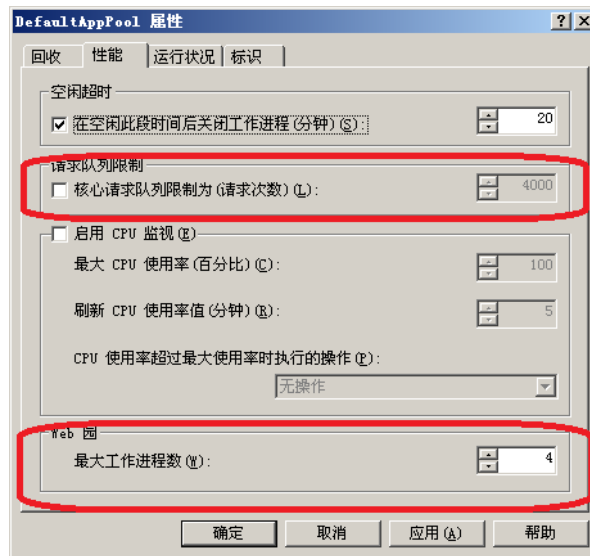 DefaultAppPool 属性
回收 性能 运行状况 标识
空闲超时
在空闲此段时间后关闭工作进程(分钟)(S): 20
请求队列限制
核心请求队列限制为(请求次数)(L): 4000
启用 CPU 监视(E)
最大 CPU 使用率(百分比)(C): 100
刷新 CPU 使用率值(分钟)(R): 5
CPU 使用率超过最大使用率时执行的操作(P):
无操作
Web 园
最大工作进程数(W): 4
确定 取消 应用(A) 帮助